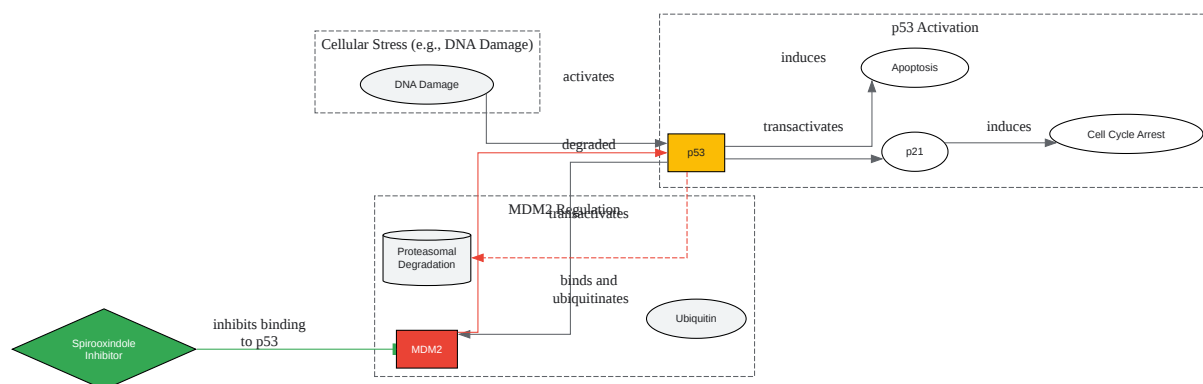 p53 Activation
Cellular Stress (e.g., DNA Damage)
induces
Apoptosis
activates
DNA Damage
transactivates
induces
Cell Cycle Arrest
degraded
p53
p21
MDM2 Regulation
transactivates
Proteasomal
Degradation
binds and
ubiquitinates
Ubiquitin
inhibits binding
to p53
Spirooxindole
Inhibitor
MDM2